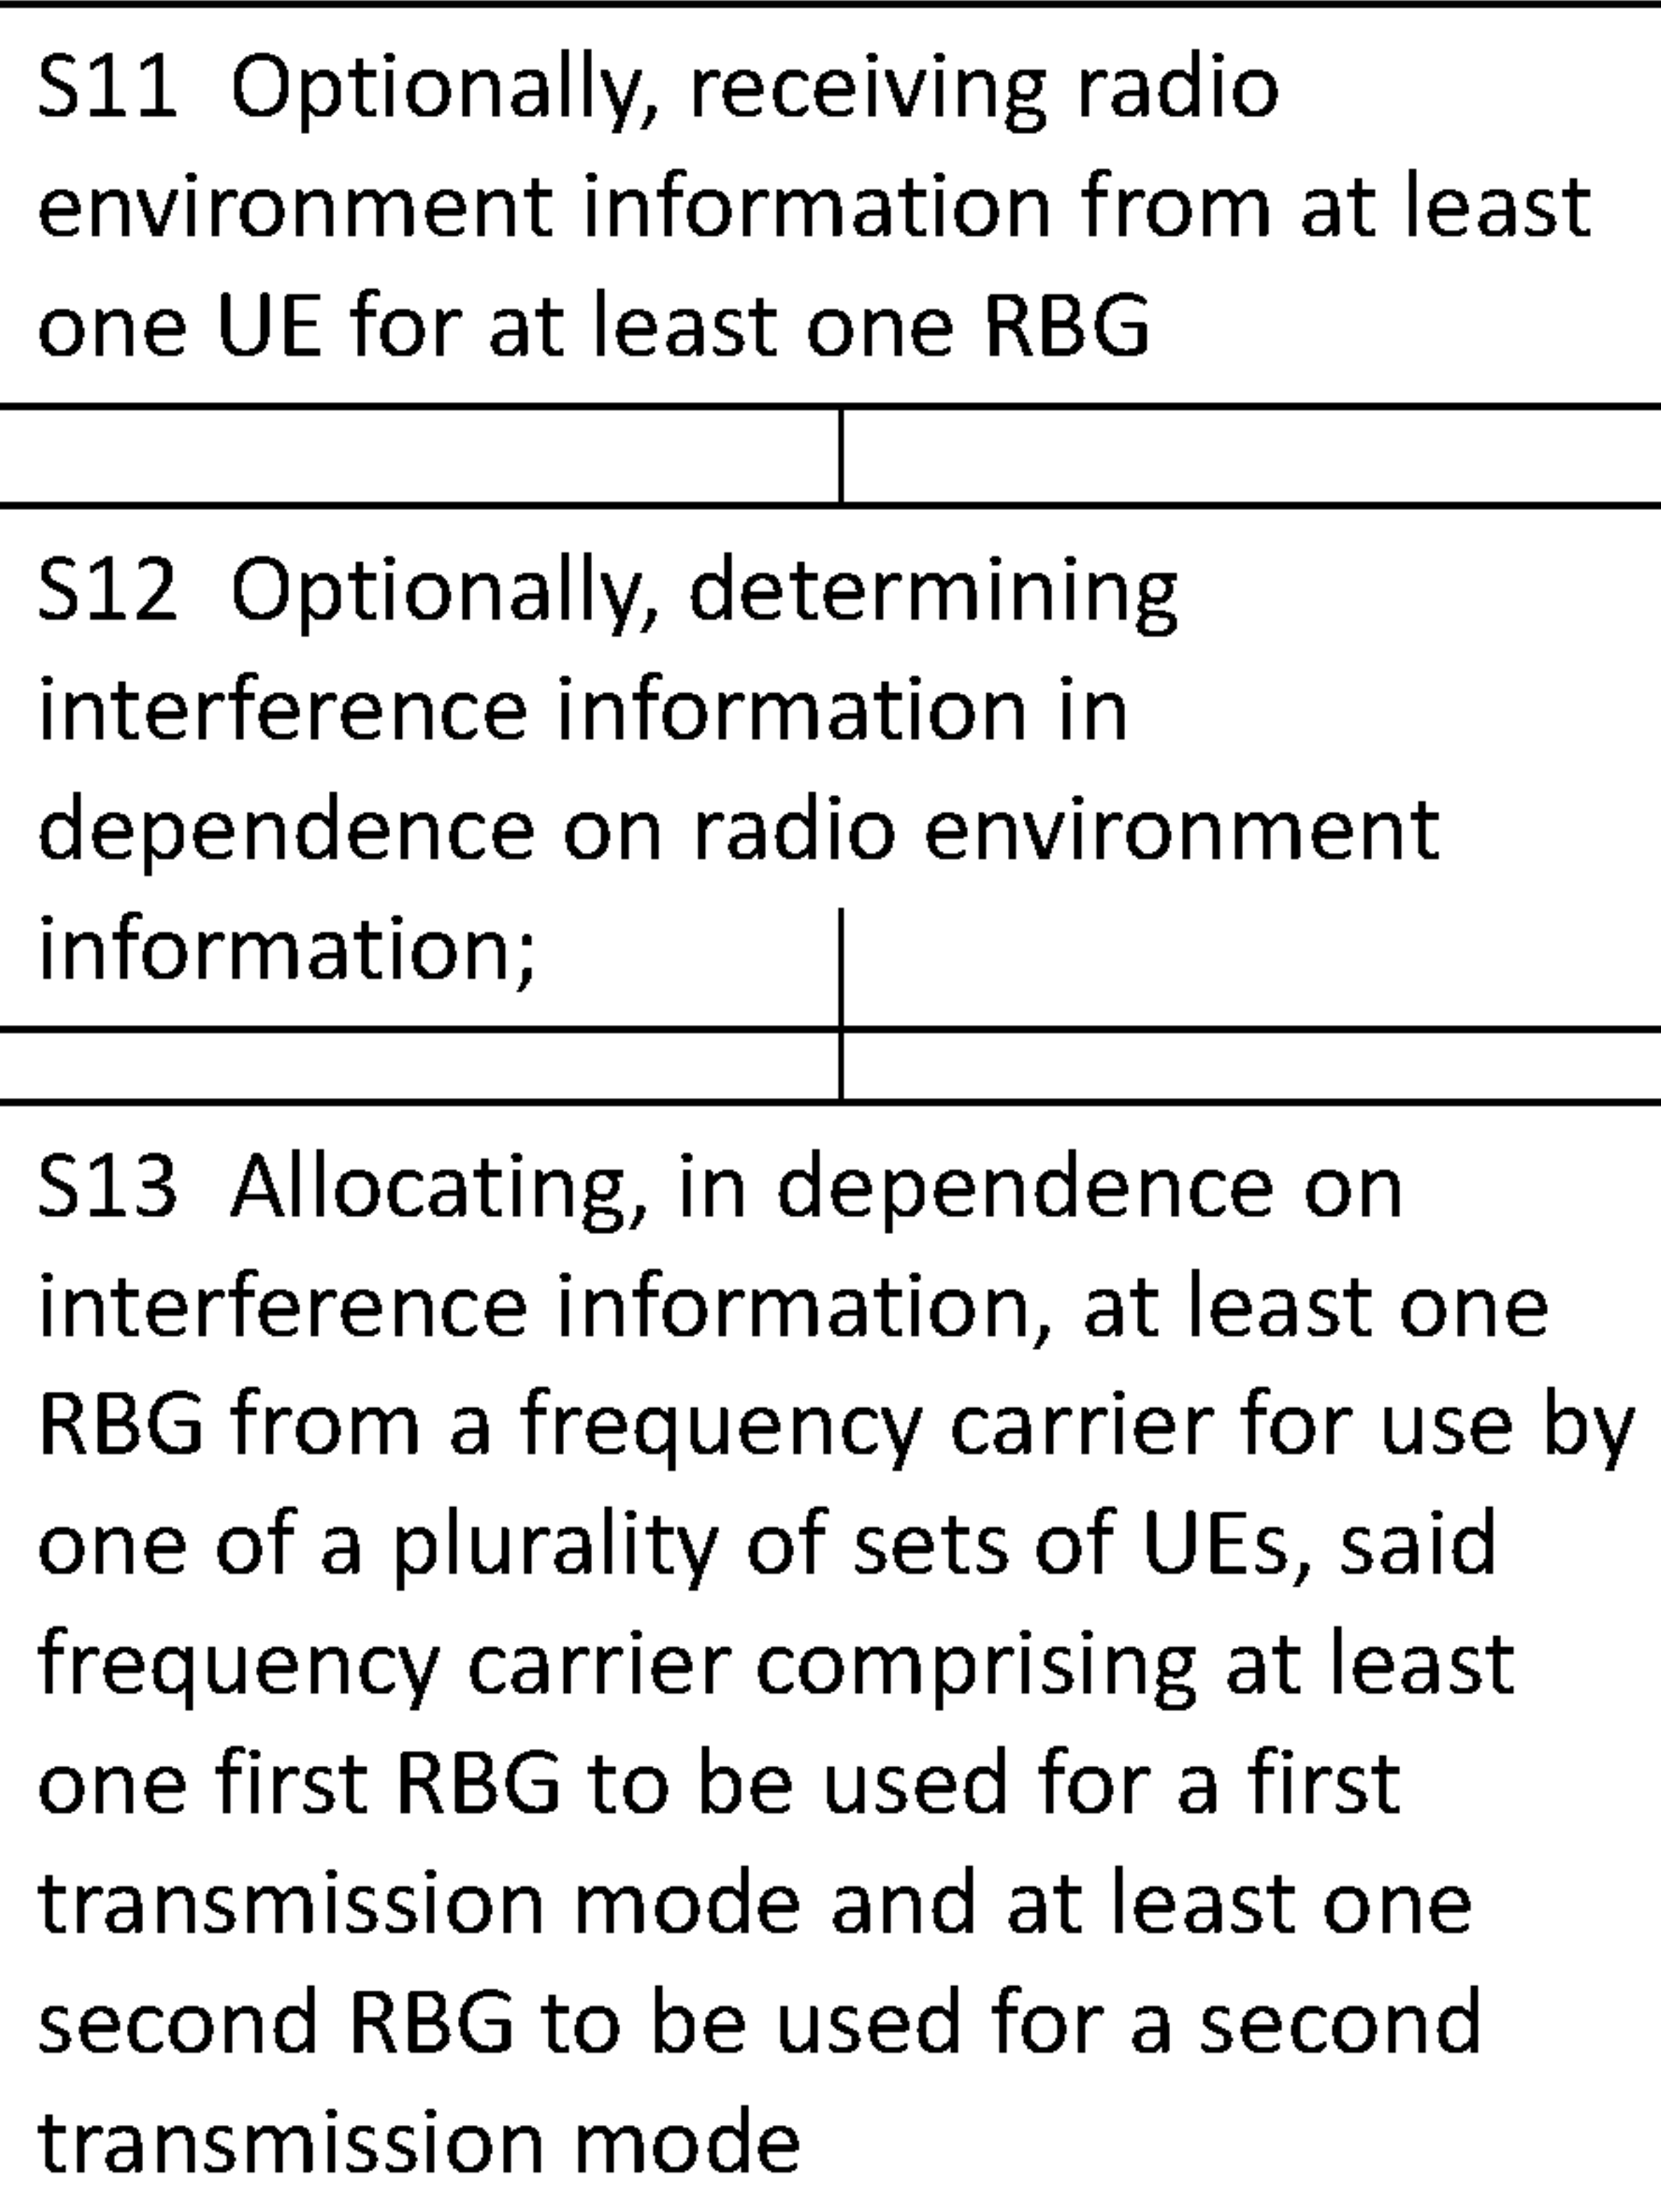 S11 Optionally, receiving radio
environment information from at least
one UE for at least one RBG
S12 Optionally, determining
interference information in
dependence on radio environment
information;
S13 Allocating, in dependence on
interference information, at least one
RBG from a frequency carrier for use by
one of a plurality of sets of UEs, said
frequency carrier comprising at least
one first RBG to be used for a first
transmission mode and at least one
second RBG to be used for a second
transmission mode